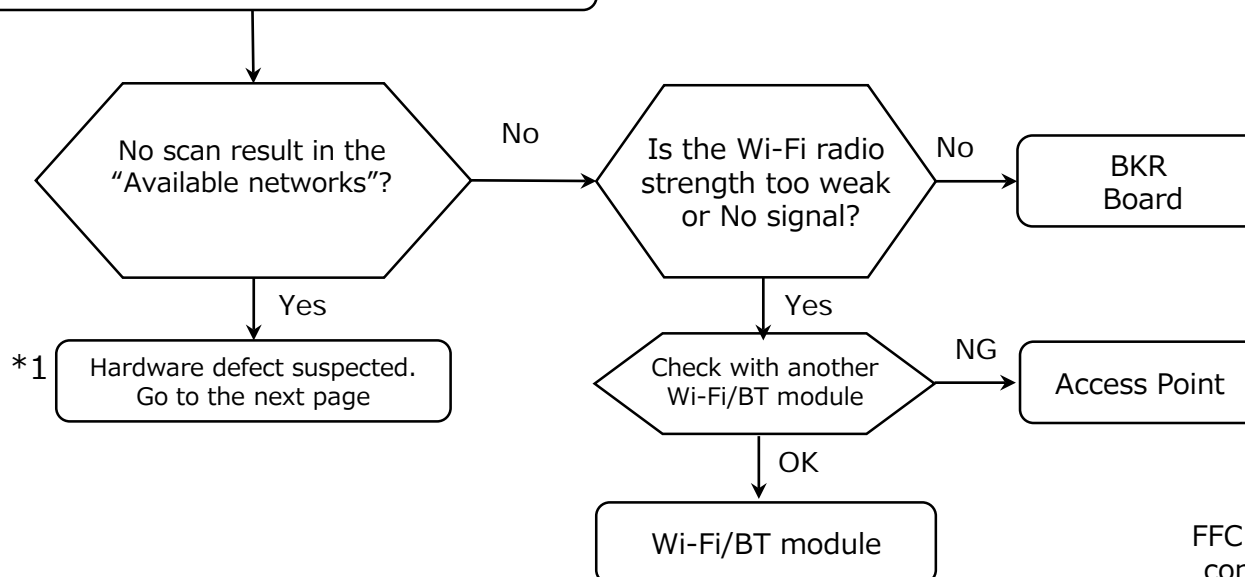 No scan result in the
“Available networks”?
No
Is the Wi-Fi radio
strength too weak
or No signal?
No
BKR
Board
Yes
Yes
*1
Hardware defect suspected.
Go to the next page
Check with another
Wi-Fi/BT module
NG
Access Point
OK
Wi-Fi/BT module
FFC